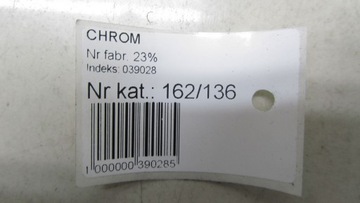 CHROM
Nr fabr. 23%
Indeks: 039028
Nr kat.: 162/136
1 000000 390285